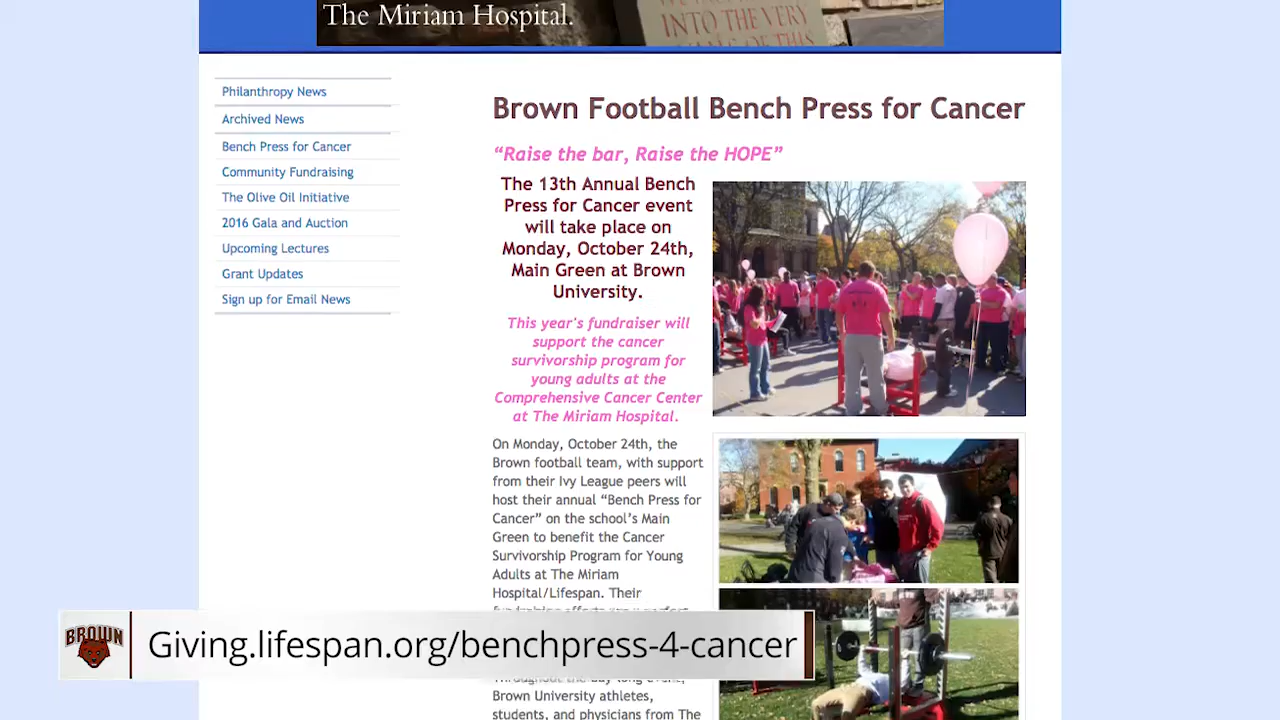 The Miriam Hospital.
INTO THE VERY
Philanthropy News
Archived News
Bench Press for Cancer
Community Fundraising
The Olive Oil Initiative
2016 Gala and Auction
Upcoming Lectures
Grant Updates
Sign up for Email News
Brown Football Bench Press for Cancer
“Raise the bar, Raise the HOPE”
The 13th Annual Bench
Press for Cancer event
will take place on
Monday, October 24th,
Main Green at Brown
University.
This year's fundraiser will
support the cancer
survivorship program for
young adults at the
Comprehensive Cancer Center
at The Miriam Hospital.
On Monday, October 24th, the
Brown football team, with support
from their Ivy League peers will
host their annual “Bench Press for
Cancer” on the school’s Main
Green to benefit the Cancer
Survivorship Program for Young
Adults at The Miriam
Hospital/Lifespan. Their
BROWN
Giving.lifespan.org/benchpress-4-cancer
Brown University athletes,
students, and physicians from The